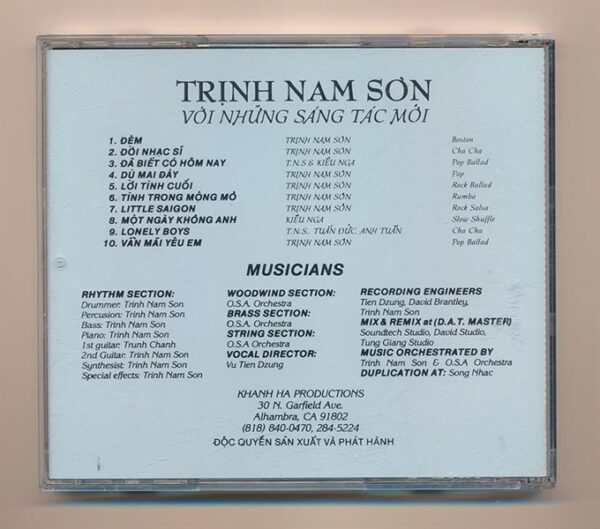 TRỊNH NAM SƠN
VỚI NHỮNG SÁNG TÁC MỚI
1. ĐÊM TRỊNH NAM SƠN Boston
2. DÒI NHẠC SĨ TRỊNH NAM SƠN Cha Cha
3. ĐÃ BIẾT CÓ HÔM NAY T.N.S & KIỀU NGA Pop Ballad
4. DÙ MAI ĐÂY TRỊNH NAM SƠN Pop
5. LỜI TÌNH CUỐI TRỊNH NAM SƠN Rock Ballad
6. TÌNH TRONG MỘNG MƠ TRỊNH NAM SƠN Rumba
7. LITTLE SAIGON TRỊNH NAM SƠN Rock Salsa
8. MỘT NGÀY KHÔNG ANH KIỀU NGA Slow Shuffle
9. LONELY BOYS T.N.S., TUẤN ĐỨC, ANH TUẤN Cha Cha
10. VẪN MÃI YÊU EM TRỊNH NAM SƠN Pop Ballad
MUSICIANS
RHYTHM SECTION:
Drummer: Trinh Nam Son
Percusion: Trinh Nam Son
Bass: Trinh Nam Son
Piano: Trinh Nam Son
1st guitar: Trunh Chanh
2nd Guitar: Trinh Nam Son
Synthesist: Trinh Nam Son
Special effects: Trinh Nam Son
WOODWIND SECTION:
O.S.A. Orchestra
BRASS SECTION:
O.S.A. Orchestra
STRING SECTION:
O.S.A Orchestra
VOCAL DIRECTOR:
Vu Tien Dzung
RECORDING ENGINEERS
Tien Dzung, David Brantley,
Trinh Nam Son
MIX & REMIX at (D.A.T. MASTER)
Soundtech Studio, David Studio,
Tung Giang Studio
MUSIC ORCHESTRATED BY
Trinh Nam Son & O.S.A Orchestra
DUPLICATION AT: Song Nhac
KHANH HA PRODUCTIONS
30 N. Garfield Ave.
Alhambra, CA 91802
(818) 840-0470, 284-5224
ĐỘC QUYỀN SẢN XUẤT VÀ PHÁT HÀNH